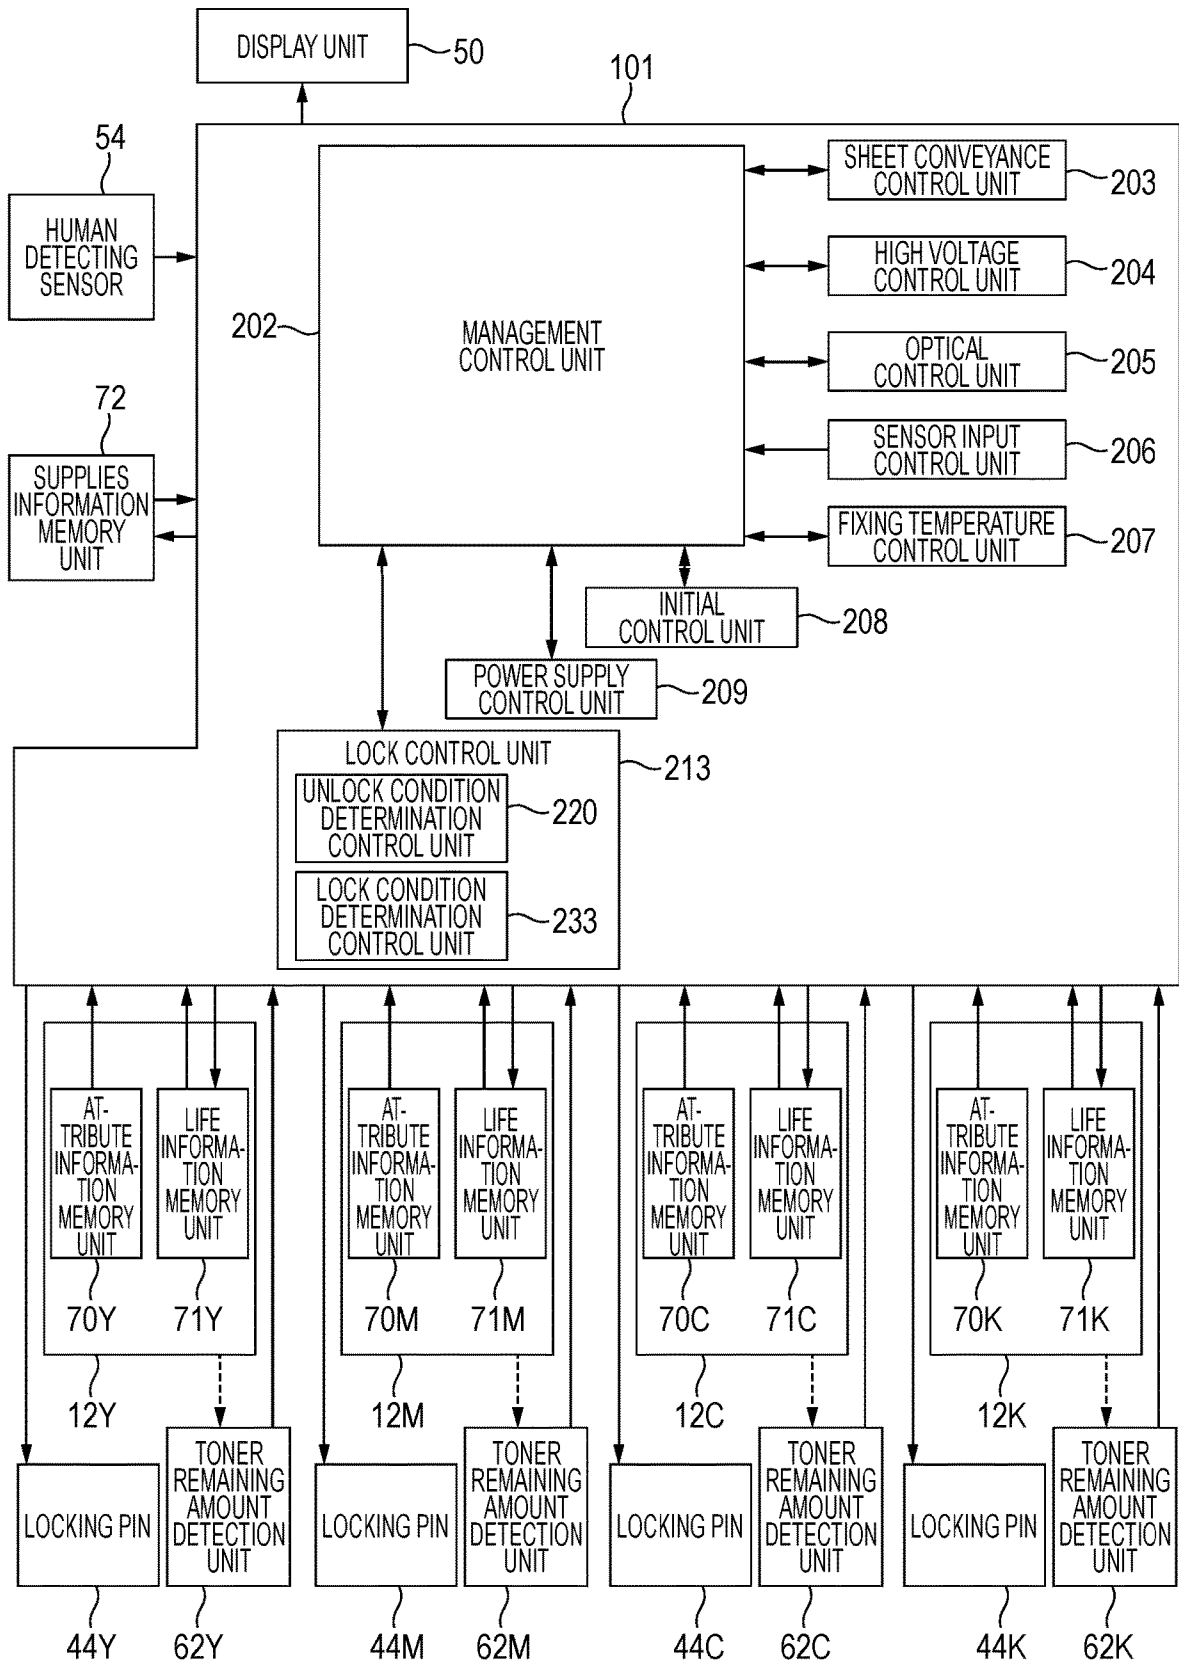 DISPLAY UNIT
50
101
54
HUMAN
DETECTING
SENSOR
72
SUPPLIES
INFORMATION
MEMORY
UNIT
202
MANAGEMENT
CONTROL UNIT
SHEET CONVEYANCE
CONTROL UNIT
203
HIGH VOLTAGE
CONTROL UNIT
204
OPTICAL
CONTROL UNIT
205
SENSOR INPUT
CONTROL UNIT
206
FIXING TEMPERATURE
CONTROL UNIT
207
INITIAL
CONTROL UNIT
208
POWER SUPPLY
CONTROL UNIT
209
LOCK CONTROL UNIT
213
UNLOCK CONDITION
DETERMINATION
CONTROL UNIT
220
LOCK CONDITION
DETERMINATION
CONTROL UNIT
233
AT-
TRIBUTE
INFORMA-
TION
MEMORY
UNIT
70Y
LIFE
INFORMA-
TION
MEMORY
UNIT
71Y
12Y
AT-
TRIBUTE
INFORMA-
TION
MEMORY
UNIT
70M
LIFE
INFORMA-
TION
MEMORY
UNIT
71M
12M
AT-
TRIBUTE
INFORMA-
TION
MEMORY
UNIT
70C
LIFE
INFORMA-
TION
MEMORY
UNIT
71C
12C
AT-
TRIBUTE
INFORMA-
TION
MEMORY
UNIT
70K
LIFE
INFORMA-
TION
MEMORY
UNIT
71K
12K
LOCKING PIN
44Y
TONER
REMAINING
AMOUNT
DETECTION
UNIT
62Y
LOCKING PIN
44M
TONER
REMAINING
AMOUNT
DETECTION
UNIT
62M
LOCKING PIN
44C
TONER
REMAINING
AMOUNT
DETECTION
UNIT
62C
LOCKING PIN
44K
TONER
REMAINING
AMOUNT
DETECTION
UNIT
62K